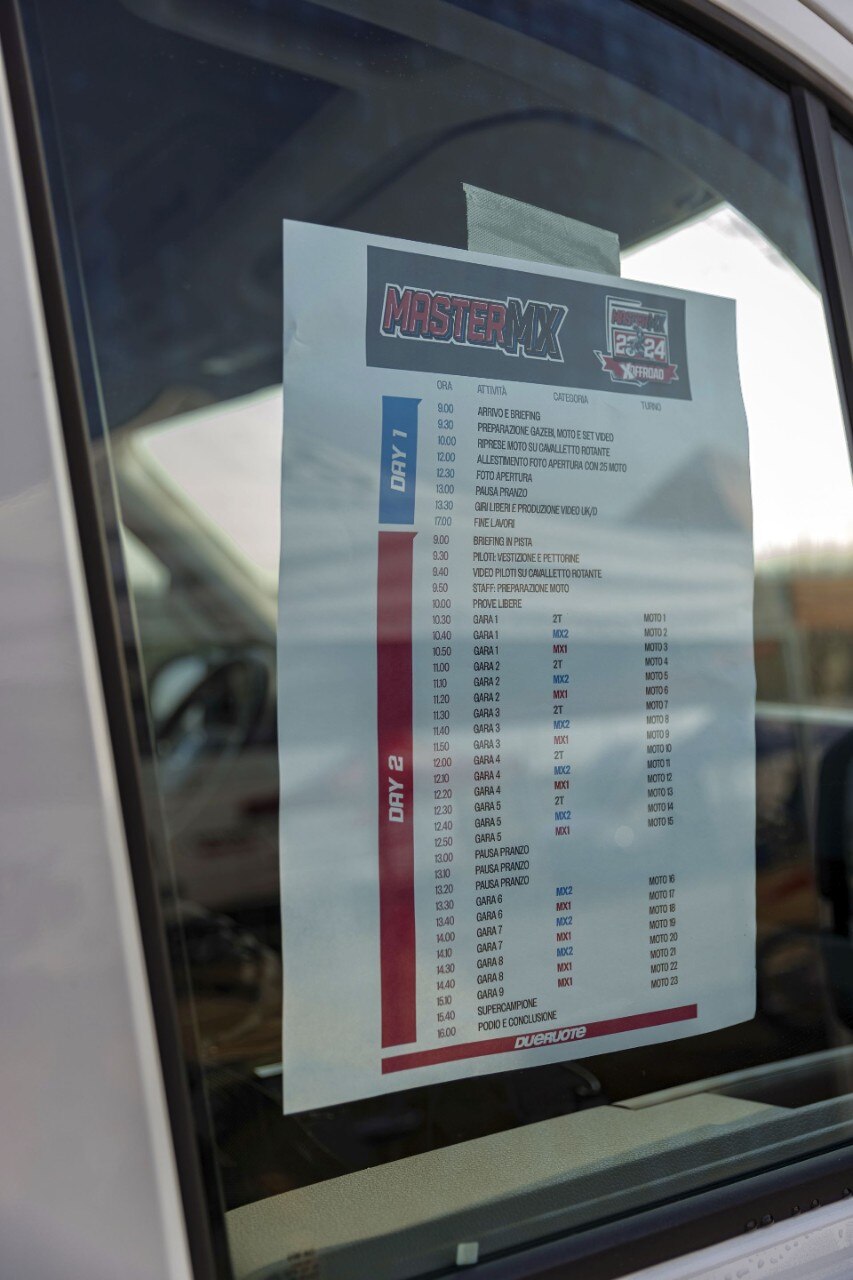 MASTERMX
MASTERMX
23 24
XOFFROAD
ORA ATTIVITÀ CATEGORIA TURNO
DAY 1
9.00 ARRIVO E BRIEFING
9.30 PREPARAZIONE GAZEBI, MOTO E SET VIDEO
10.00 RIPRESE MOTO SU CAVALLETTO ROTANTE
12.00 ALLESTIMENTO FOTO APERTURA CON 25 MOTO
12.30 FOTO APERTURA
13.00 PAUSA PRANZO
13.30 GIRI LIBERI E PRODUZIONE VIDEO UK/D
17.00 FINE LAVORI
DAY 2
9.00 BRIEFING IN PISTA
9.30 PILOTI: VESTIZIONE E PETTORINE
9.40 VIDEO PILOTI SU CAVALLETTO ROTANTE
9.50 STAFF: PREPARAZIONE MOTO
10.00 PROVE LIBERE
10.30 GARA 1 2T MOTO 1
10.40 GARA 1 MX2 MOTO 2
10.50 GARA 1 MX1 MOTO 3
11.00 GARA 2 2T MOTO 4
11.10 GARA 2 MX2 MOTO 5
11.20 GARA 2 MX1 MOTO 6
11.30 GARA 3 2T MOTO 7
11.40 GARA 3 MX2 MOTO 8
11.50 GARA 3 MX1 MOTO 9
12.00 GARA 4 2T MOTO 10
12.10 GARA 4 MX2 MOTO 11
12.20 GARA 4 MX1 MOTO 12
12.30 GARA 5 2T MOTO 13
12.40 GARA 5 MX2 MOTO 14
12.50 GARA 5 MX1 MOTO 15
13.00 PAUSA PRANZO
13.10 PAUSA PRANZO
13.20 PAUSA PRANZO
13.30 GARA 6 MX2 MOTO 16
13.40 GARA 6 MX1 MOTO 17
14.00 GARA 7 MX2 MOTO 18
14.10 GARA 7 MX1 MOTO 19
14.30 GARA 8 MX2 MOTO 20
14.40 GARA 8 MX1 MOTO 21
15.10 GARA 9 MX1 MOTO 22
15.40 SUPERCAMPIONE MOTO 23
16.00 PODIO E CONCLUSIONE
DUERUOTE